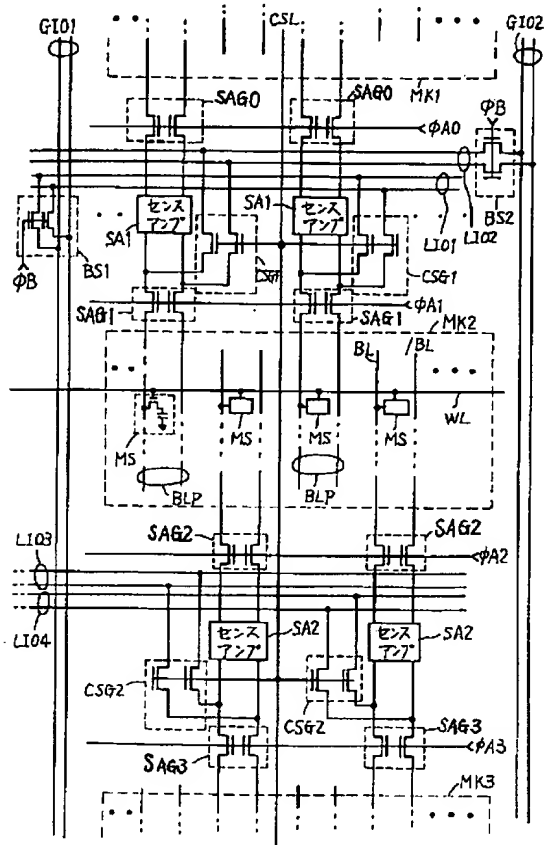 GIO1
CSL
GIO2
SAG0
SAG0
MK1
φA0
φB
SA1
センス
アンプ
SA1
センス
アンプ
LIO1
LIO2
BS2
φB
BS1
CSG1
SAG1
SAG1
φA1
MK2
BL
BL
WL
MS
MS
MS
MS
BLP
BLP
SAG2
SAG2
LIO3
φA2
LIO4
センス
アンプ
SA2
センス
アンプ
SA2
CSG2
CSG2
SAG3
SAG3
φA3
MK3